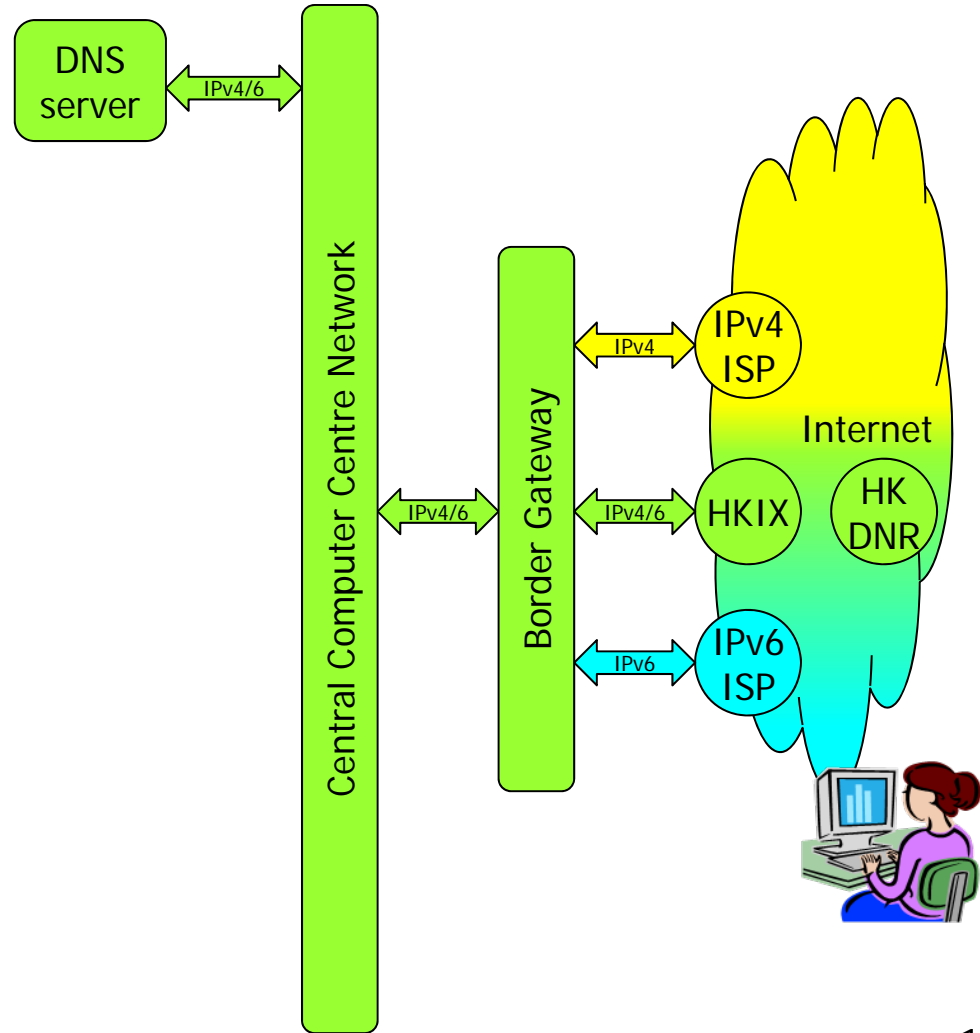 DNS
server
IPv4/6
Central Computer Centre Network
IPv4/6
Border Gateway
IPv4
IPv4/6
IPv6
IPv4
ISP
Internet
HKIX
HK
DNR
IPv6
ISP